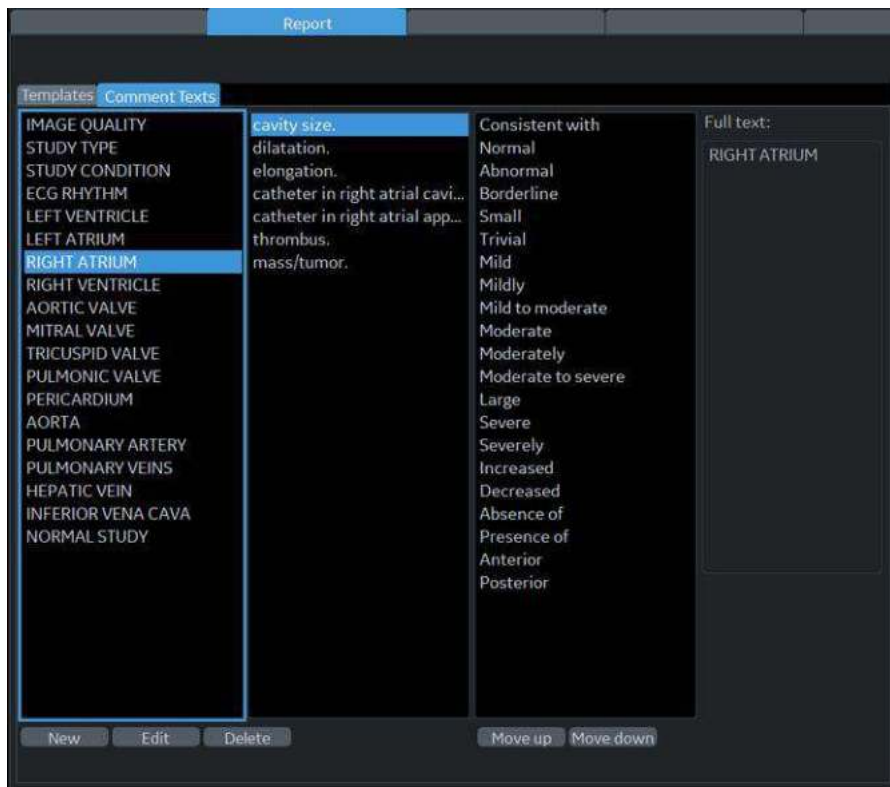 Report
Templates Comment Texts
IMAGE QUALITY
STUDY TYPE
STUDY CONDITION
ECG RHYTHM
LEFT VENTRICLE
LEFT ATRIUM
RIGHT ATRIUM
RIGHT VENTRICLE
AORTIC VALVE
MITRAL VALVE
TRICUSPID VALVE
PULMONIC VALVE
PERICARDIUM
AORTA
PULMONARY ARTERY
PULMONARY VEINS
HEPATIC VEIN
INFERIOR VENA CAVA
NORMAL STUDY
cavity size.
dilatation.
elongation.
catheter in right atrial cavi...
catheter in right atrial app...
thrombus.
mass/tumor.
Consistent with
Normal
Abnormal
Borderline
Small
Trivial
Mild
Mildly
Mild to moderate
Moderate
Moderately
Moderate to severe
Large
Severe
Severely
Increased
Decreased
Absence of
Presence of
Anterior
Posterior
Full text:
RIGHT ATRIUM
New Edit Delete Move up Move down